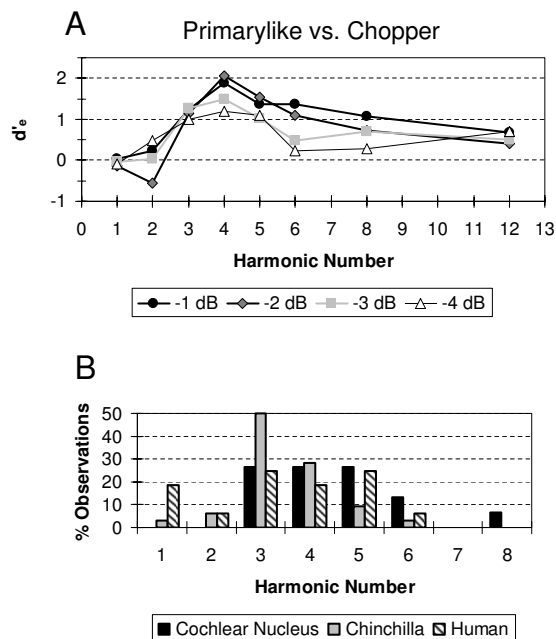 A
Primarylike vs. Chopper
d'e
2
1
0
-1
0 1 2 3 4 5 6 7 8 9 10 11 12 13
Harmonic Number
-1 dB -2 dB -3 dB -4 dB
B
% Observations
50
40
30
20
10
0
1 2 3 4 5 6 7 8
Harmonic Number
Cochlear Nucleus Chinchilla Human